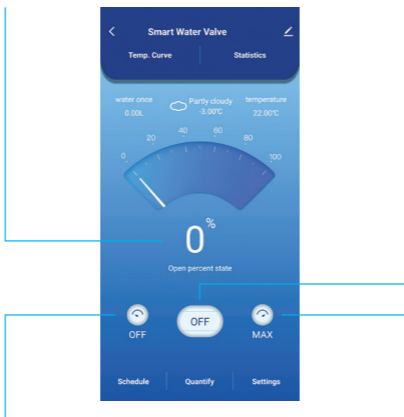 Smart Water Valve
Temp. Curve Statistics
water once Partly cloudy temperature
0.00L -3.00°C 22.00°C
0 20 40 60 80 100
0%
Open percent state
OFF
OFF MAX
Schedule Quantify Settings